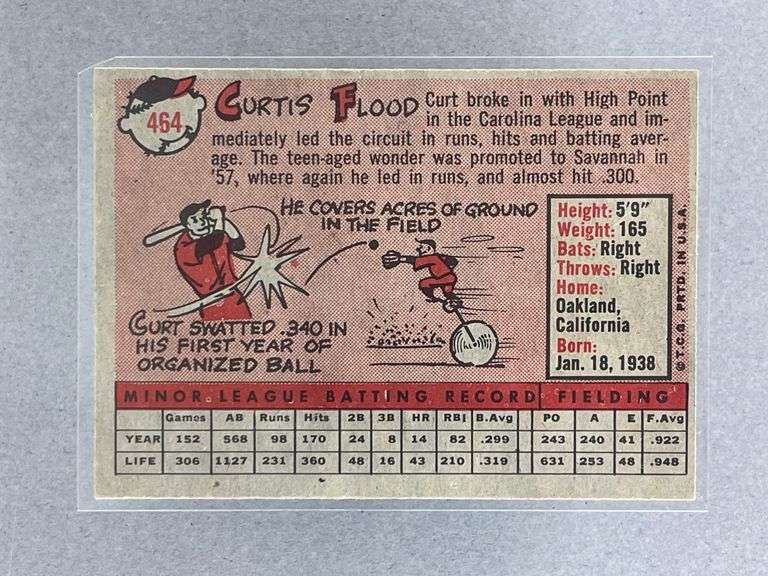 464
CURTIS FLOOD
Curt broke in with High Point
in the Carolina League and im-
mediately led the circuit in runs, hits and batting aver-
age. The teen-aged wonder was promoted to Savannah in
'57, where again he led in runs, and almost hit .300.
HE COVERS ACRES OF GROUND
IN THE FIELD
CURT SWATTED .340 IN
HIS FIRST YEAR OF
ORGANIZED BALL
Height: 5'9"
Weight: 165
Bats: Right
Throws: Right
Home:
Oakland,
California
Born:
Jan. 18, 1938
© T.C.G. PRTD. IN U.S.A.
MINOR LEAGUE BATTING RECORD FIELDING
Games AB Runs Hits 2B 3B HR RBI B.Avg PO A E F.Avg
YEAR 152 568 98 170 24 8 14 82 .299 243 240 41 .922
LIFE 306 1127 231 360 48 16 43 210 .319 631 253 48 .948